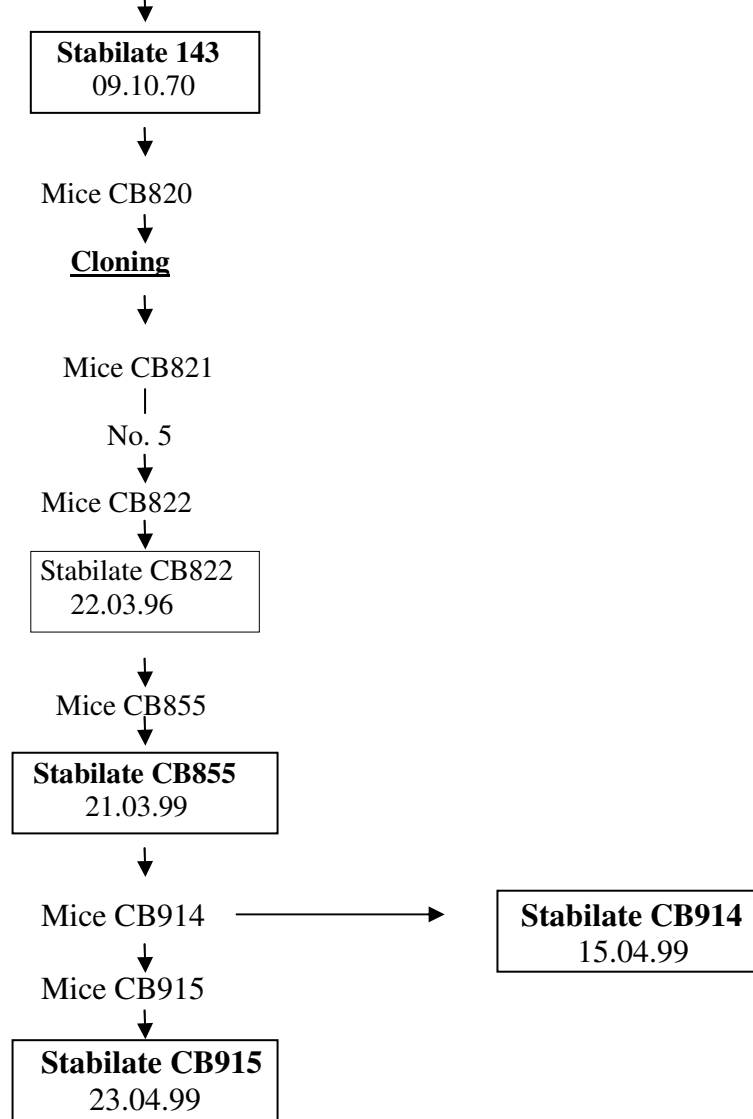 Stabilate 143
09.10.70
Mice CB820
Cloning
Mice CB821
No. 5
Mice CB822
Stabilate CB822
22.03.96
Mice CB855
Stabilate CB855
21.03.99
Mice CB914
Stabilate CB914
15.04.99
Mice CB915
Stabilate CB915
23.04.99